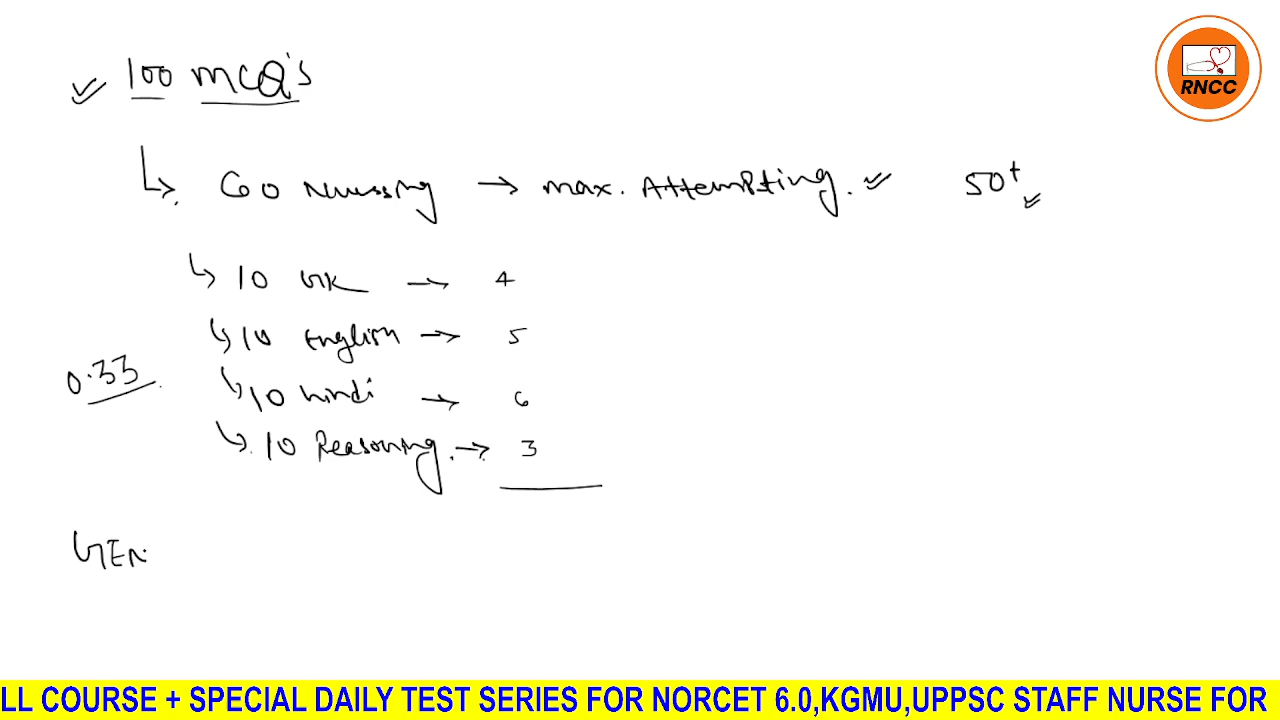 100 MCQ's
RNCC
60 Nursing → max. Attempting. 50+
10 GK → 4
10 English → 5
0.33
10 hindi → 6
10 Reasoning. → 3
GEN
LL COURSE + SPECIAL DAILY TEST SERIES FOR NORCET 6.0,KGMU,UPPSC STAFF NURSE FOR